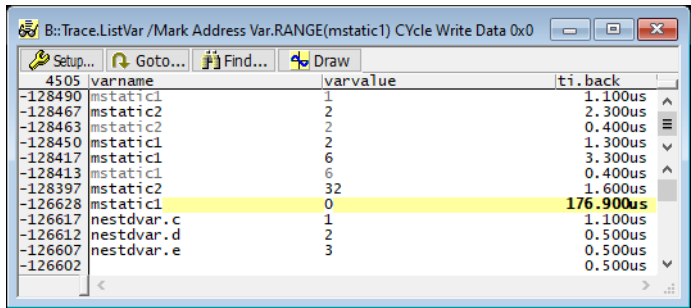 B::Trace.ListVar /Mark Address Var.RANGE(mstatic1) CYcle Write Data 0x0
Setup... Goto... Find... Draw
4505 varname varvalue ti.back
-128490 mstatic1 1 1.100us
-128467 mstatic2 2 2.300us
-128463 mstatic2 2 0.400us
-128450 mstatic1 2 1.300us
-128417 mstatic1 6 3.300us
-128413 mstatic1 6 0.400us
-128397 mstatic2 32 1.600us
-126628 mstatic1 0 176.900us
-126617 nestdvar.c 1 1.100us
-126612 nestdvar.d 2 0.500us
-126607 nestdvar.e 3 0.500us
-126602 0.500us